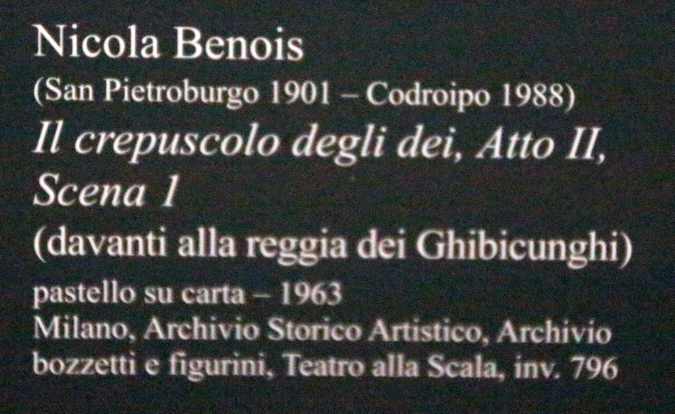 Nicola Benois
(San Pietroburgo 1901 – Codroipo 1988)
Il crepuscolo degli dei, Atto II,
Scena 1
(davanti alla reggia dei Ghibicunghi)
pastello su carta – 1963
Milano, Archivio Storico Artistico, Archivio
bozzetti e figurini, Teatro alla Scala, inv. 796